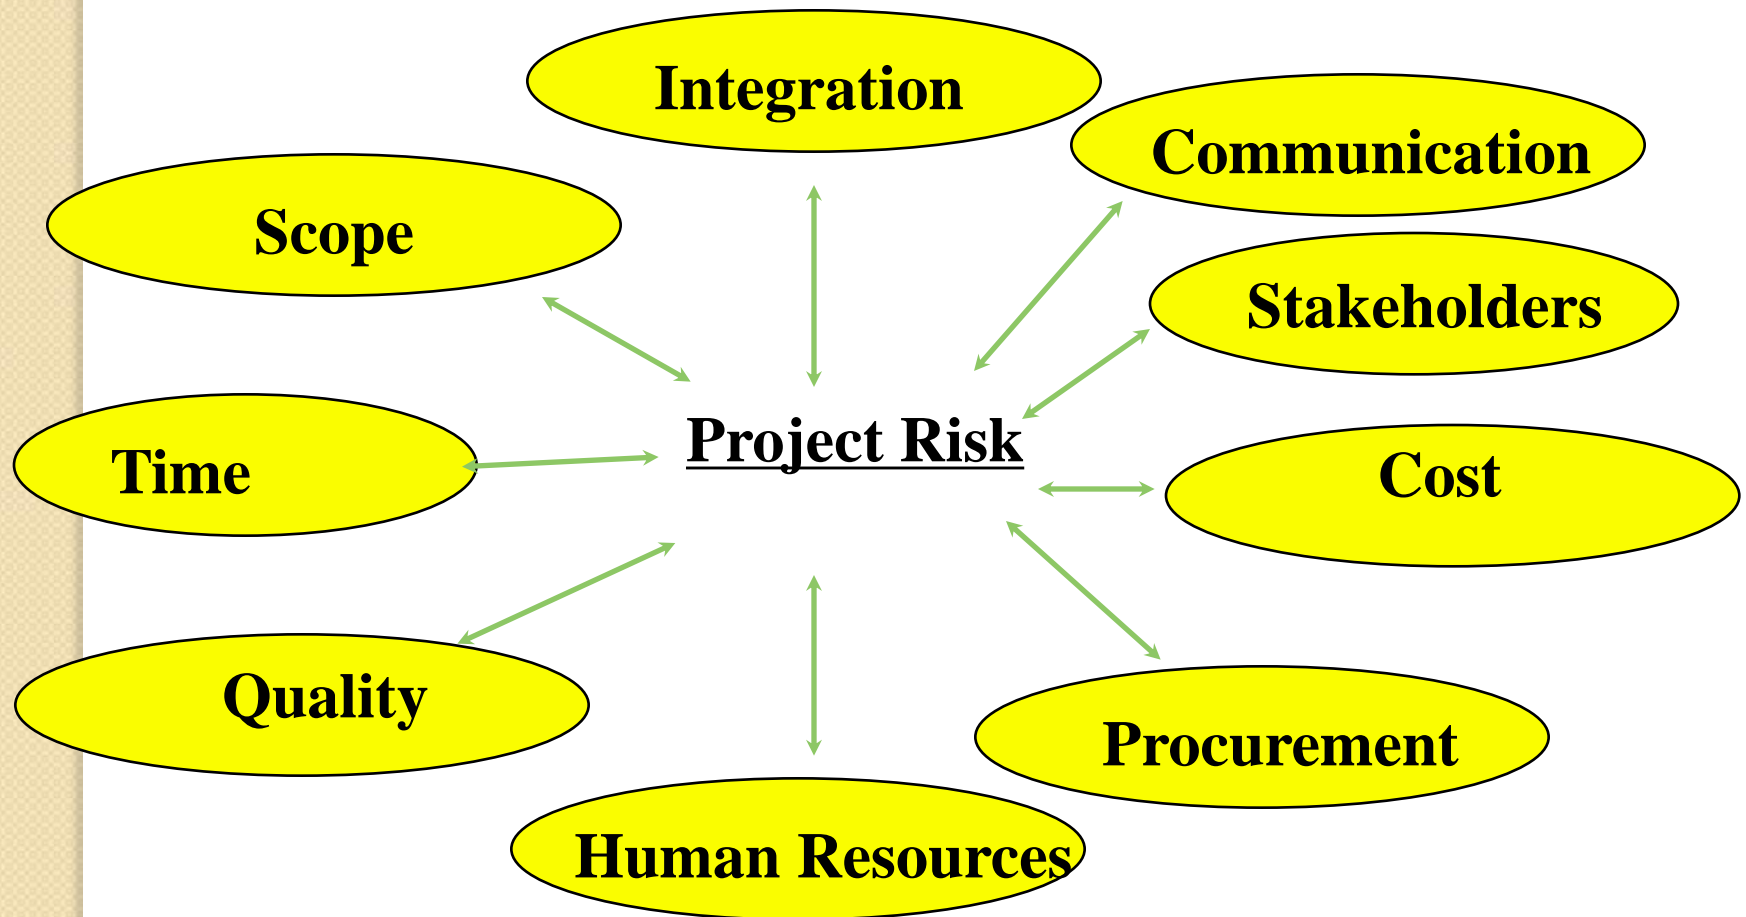 Integration
Communication
Scope
Stakeholders
Project Risk
Time
Cost
Quality
Procurement
Human Resources